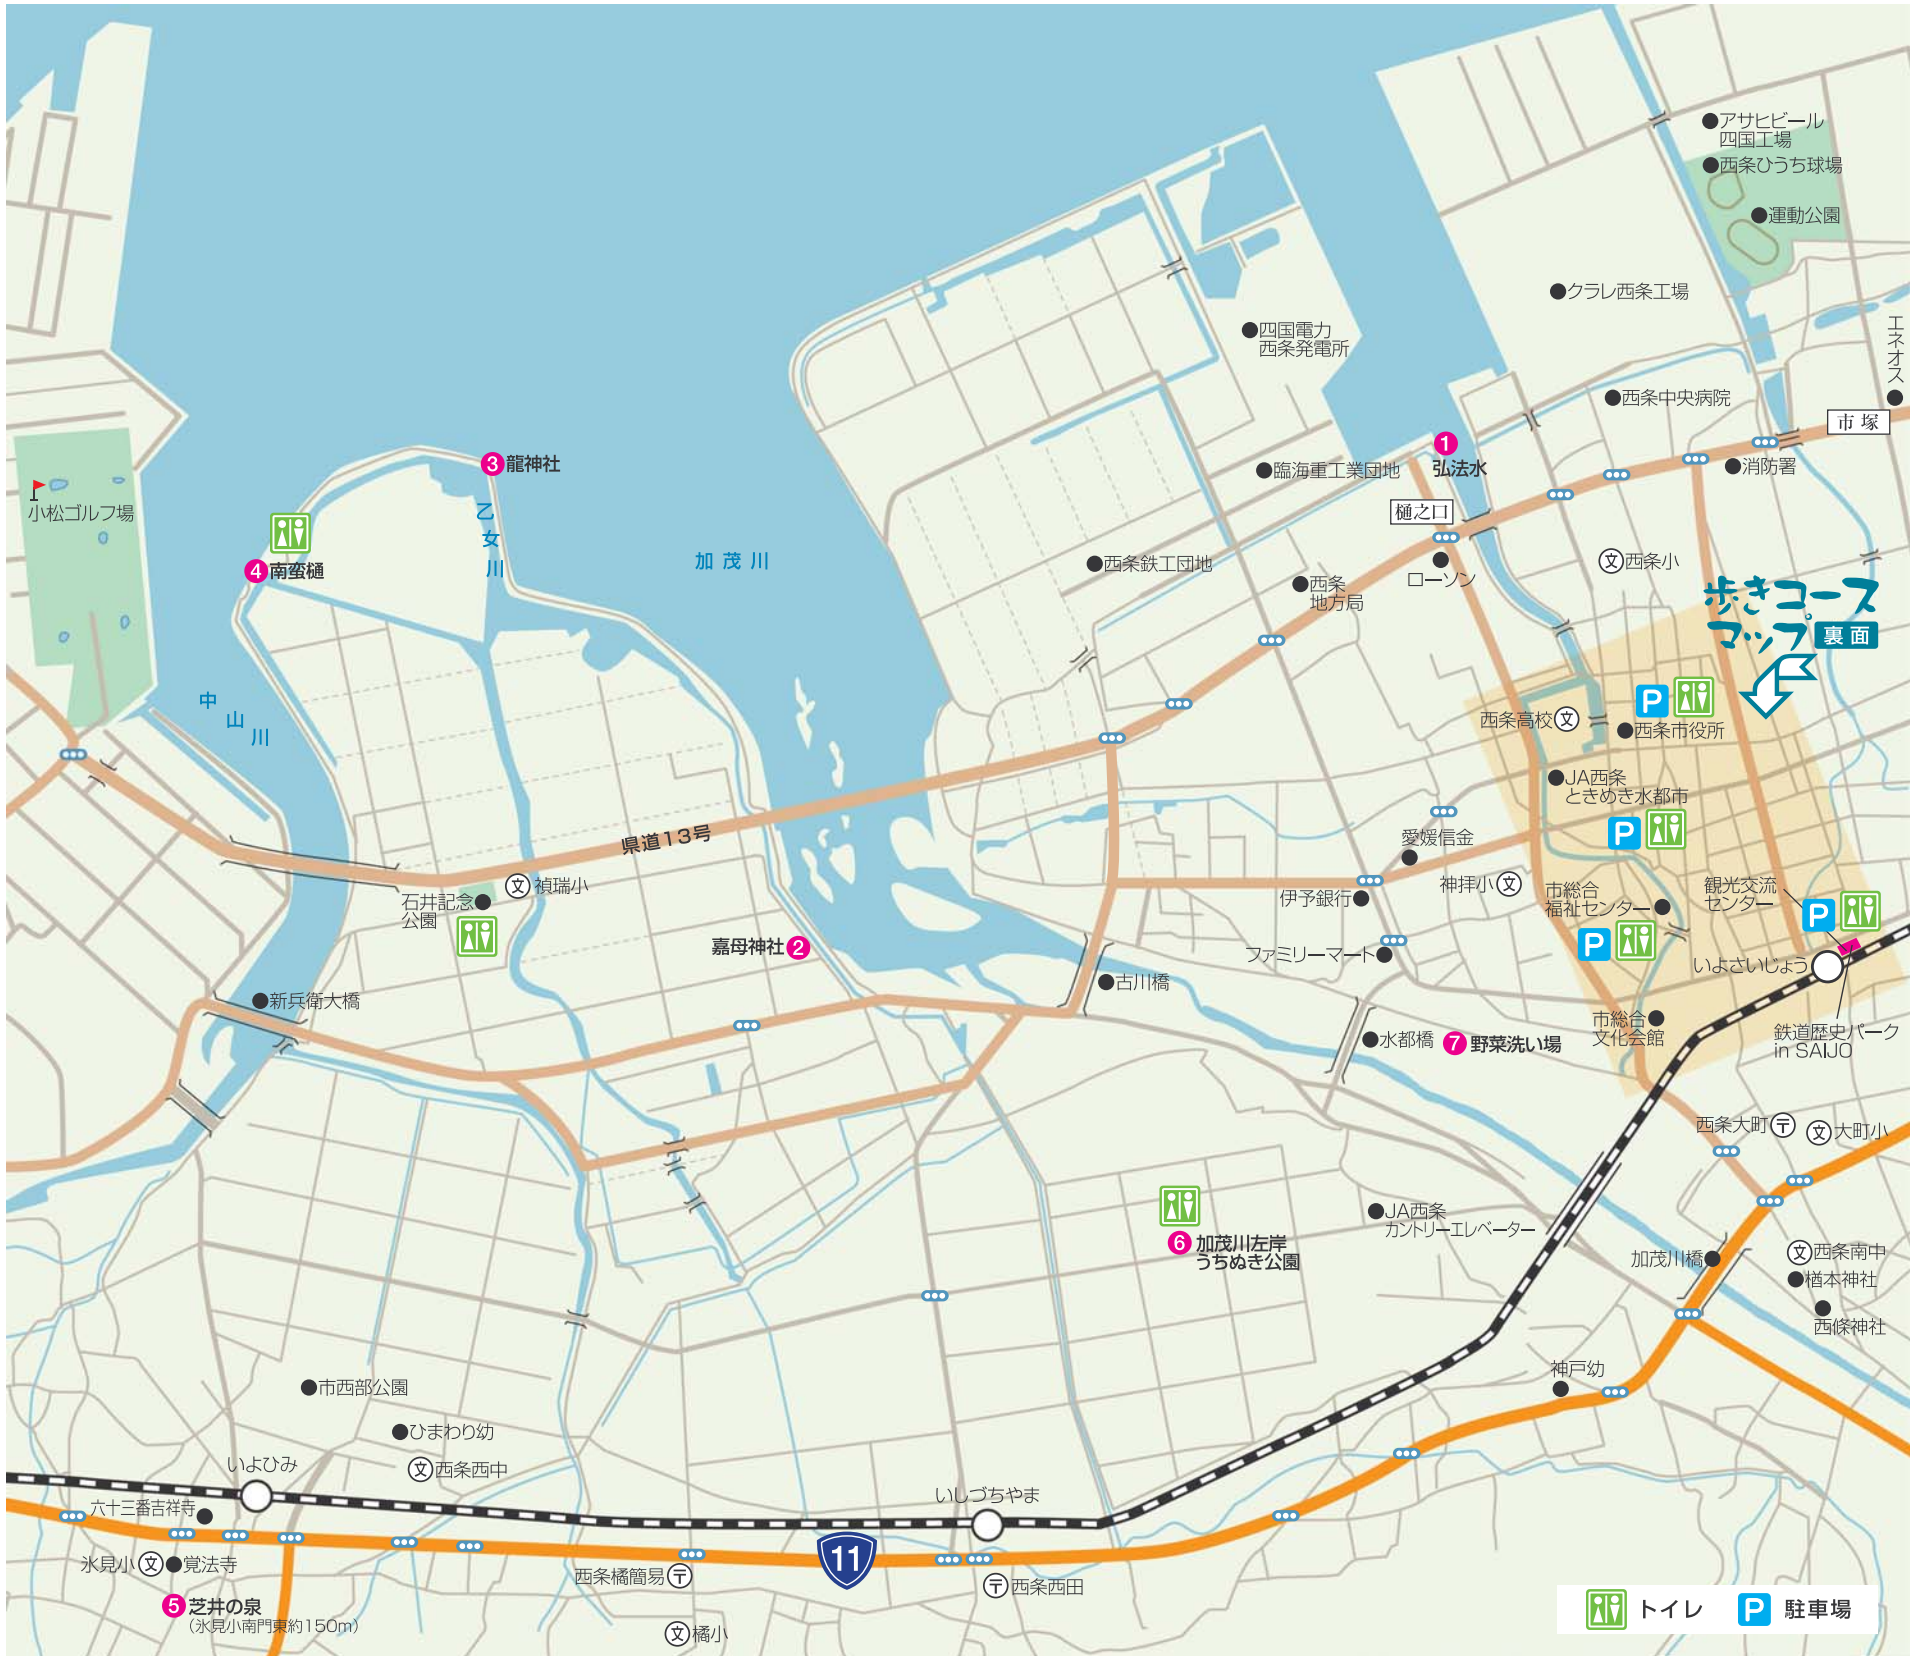 アサヒビール
四国工場
西条ひうち球場
運動公園
クラレ西条工場
エネオス
四国電力
西条発電所
西条中央病院
市塚
1
弘法水
消防署
3 龍神社
臨海重工業団地
小松ゴルフ場
樋之口
乙女川
加茂川
4 南蛮樋
西条鉄工団地
西条
地方局
ローソン
文 西条小
歩きコース
マップ 裏面
中山川
P
西条高校 文
西条市役所
JA西条
ときめき水都市
P
県道13号
愛媛信金
文 禎瑞小
石井記念
公園
神拝小 文
伊予銀行
市総合
福祉センター
観光交流
センター
P
P
嘉母神社 2
ファミリーマート
いよさいじょう
古川橋
新兵衛大橋
水都橋
7 野菜洗い場
市総合
文化会館
鉄道歴史パーク
in SAIJO
西条大町 〒
文 大町小
JA西条
カントリーエレベーター
6 加茂川左岸
うちぬき公園
加茂川橋
文 西条南中
楢本神社
西條神社
神戸幼
市西部公園
ひまわり幼
いよひみ
文 西条西中
いしづちやま
六十三番吉祥寺
11
氷見小 文
覚法寺
西条橘簡易 〒
〒 西条西田
5 芝井の泉
（氷見小南門東約150m）
文 橘小
トイレ
P 駐車場